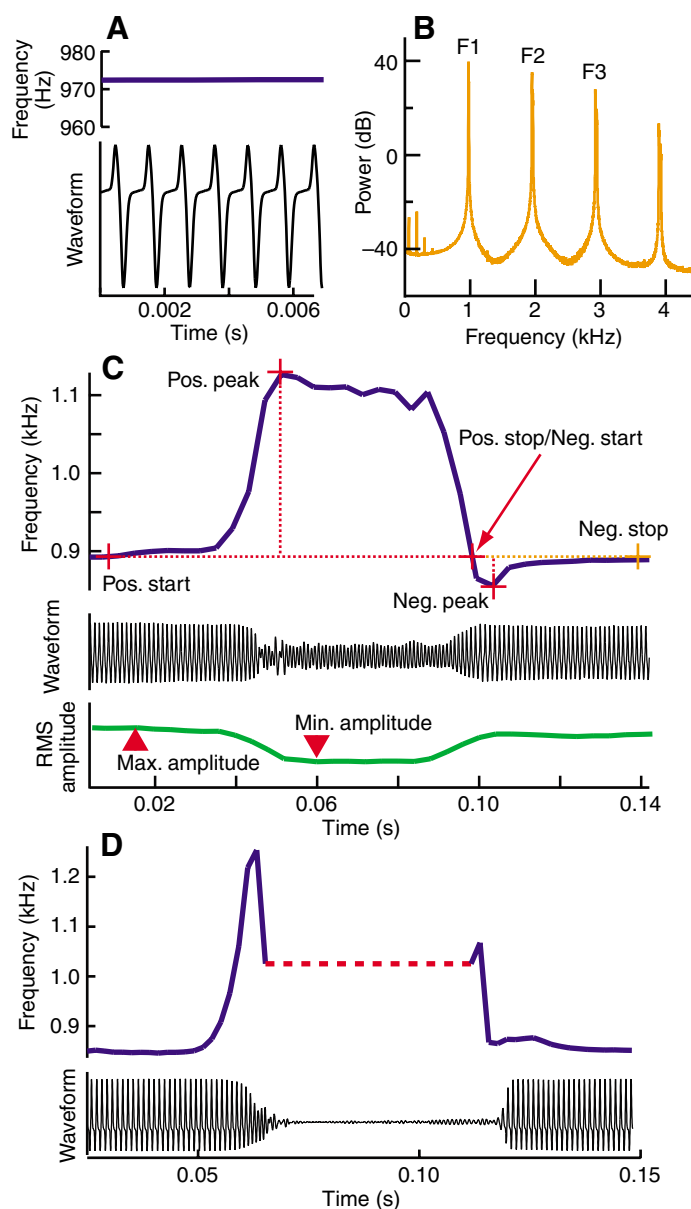 A
Frequency
(Hz)
980
970
960
Waveform
0.002
0.006
Time (s)
B
F1
F2
F3
Power (dB)
40
0
–40
0
1
2
3
4
Frequency (kHz)
C
Frequency (kHz)
1.1
1.0
0.9
Pos. peak
Pos. stop/Neg. start
Neg. stop
Pos. start
Neg. peak
Waveform
RMS
amplitude
Max. amplitude
Min. amplitude
0.02
0.06
0.10
0.14
Time (s)
D
Frequency (kHz)
1.2
1.0
0.9
Waveform
0.05
0.10
0.15
Time (s)